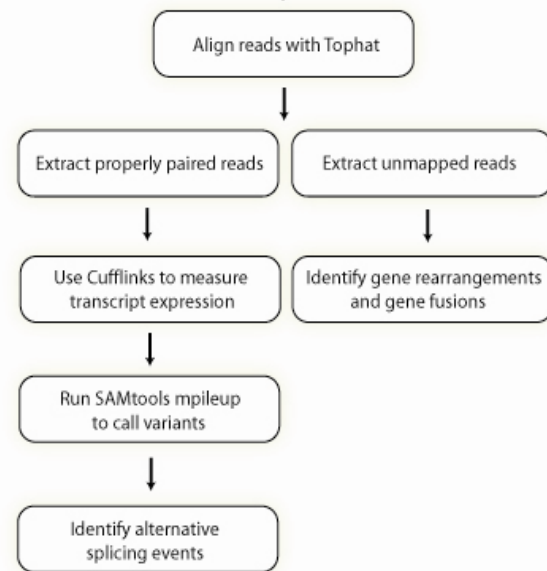 Align reads with Tophat
Extract properly paired reads
Extract unmapped reads
Use Cufflinks to measure
transcript expression
Identify gene rearrangements
and gene fusions
Run SAMtools mpileup
to call variants
Identify alternative
splicing events